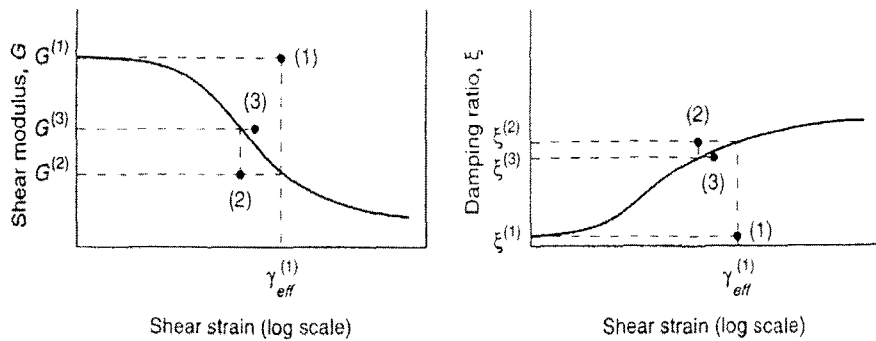 Shear modulus, G
G(1)
G(3)
G(2)
(1)
(3)
(2)
γeff(1)
Shear strain (log scale)
Damping ratio, ξ
ξ(2)
ξ(3)
ξ(1)
(2)
(3)
(1)
γeff(1)
Shear strain (log scale)